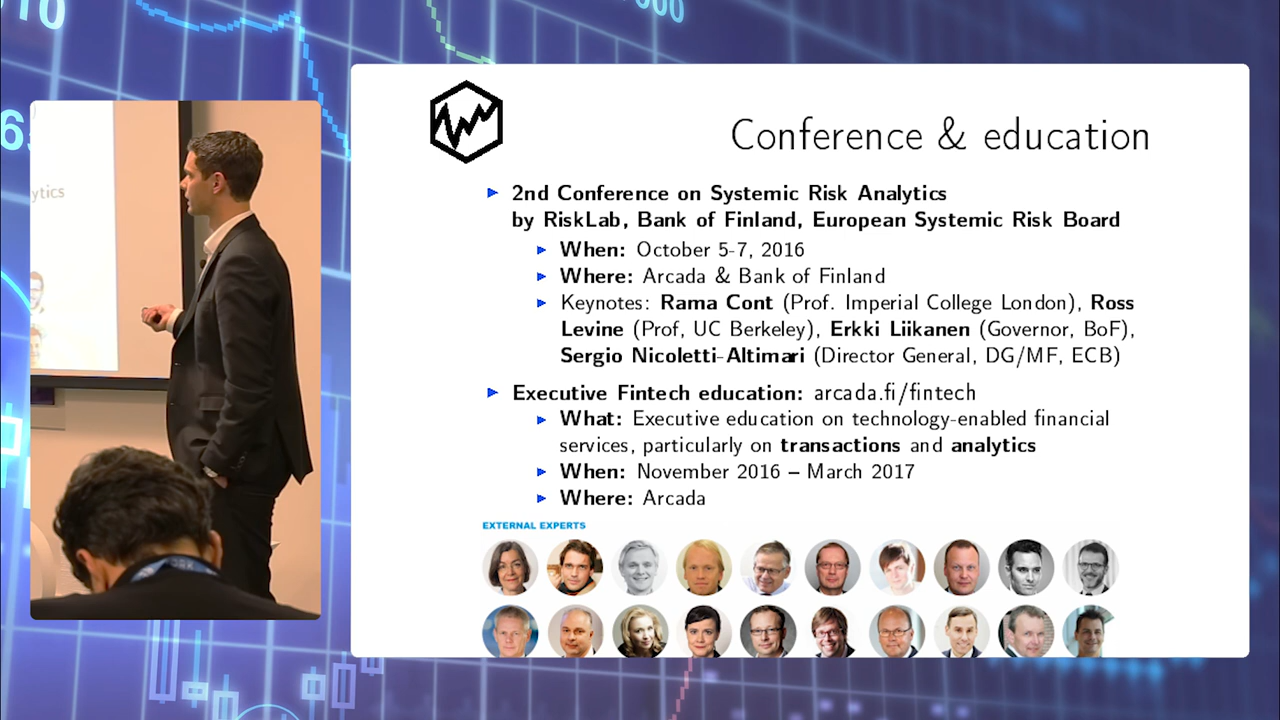 10
000
6
ytics
Conference & education
2nd Conference on Systemic Risk Analytics
by RiskLab, Bank of Finland, European Systemic Risk Board
When: October 5-7, 2016
Where: Arcada & Bank of Finland
Keynotes: Rama Cont (Prof. Imperial College London), Ross
Levine (Prof, UC Berkeley), Erkki Liikanen (Governor, BoF),
Sergio Nicoletti-Altimari (Director General, DG/MF, ECB)
Executive Fintech education: arcada.fi/fintech
What: Executive education on technology-enabled financial
services, particularly on transactions and analytics
When: November 2016 – March 2017
Where: Arcada
EXTERNAL EXPERTS